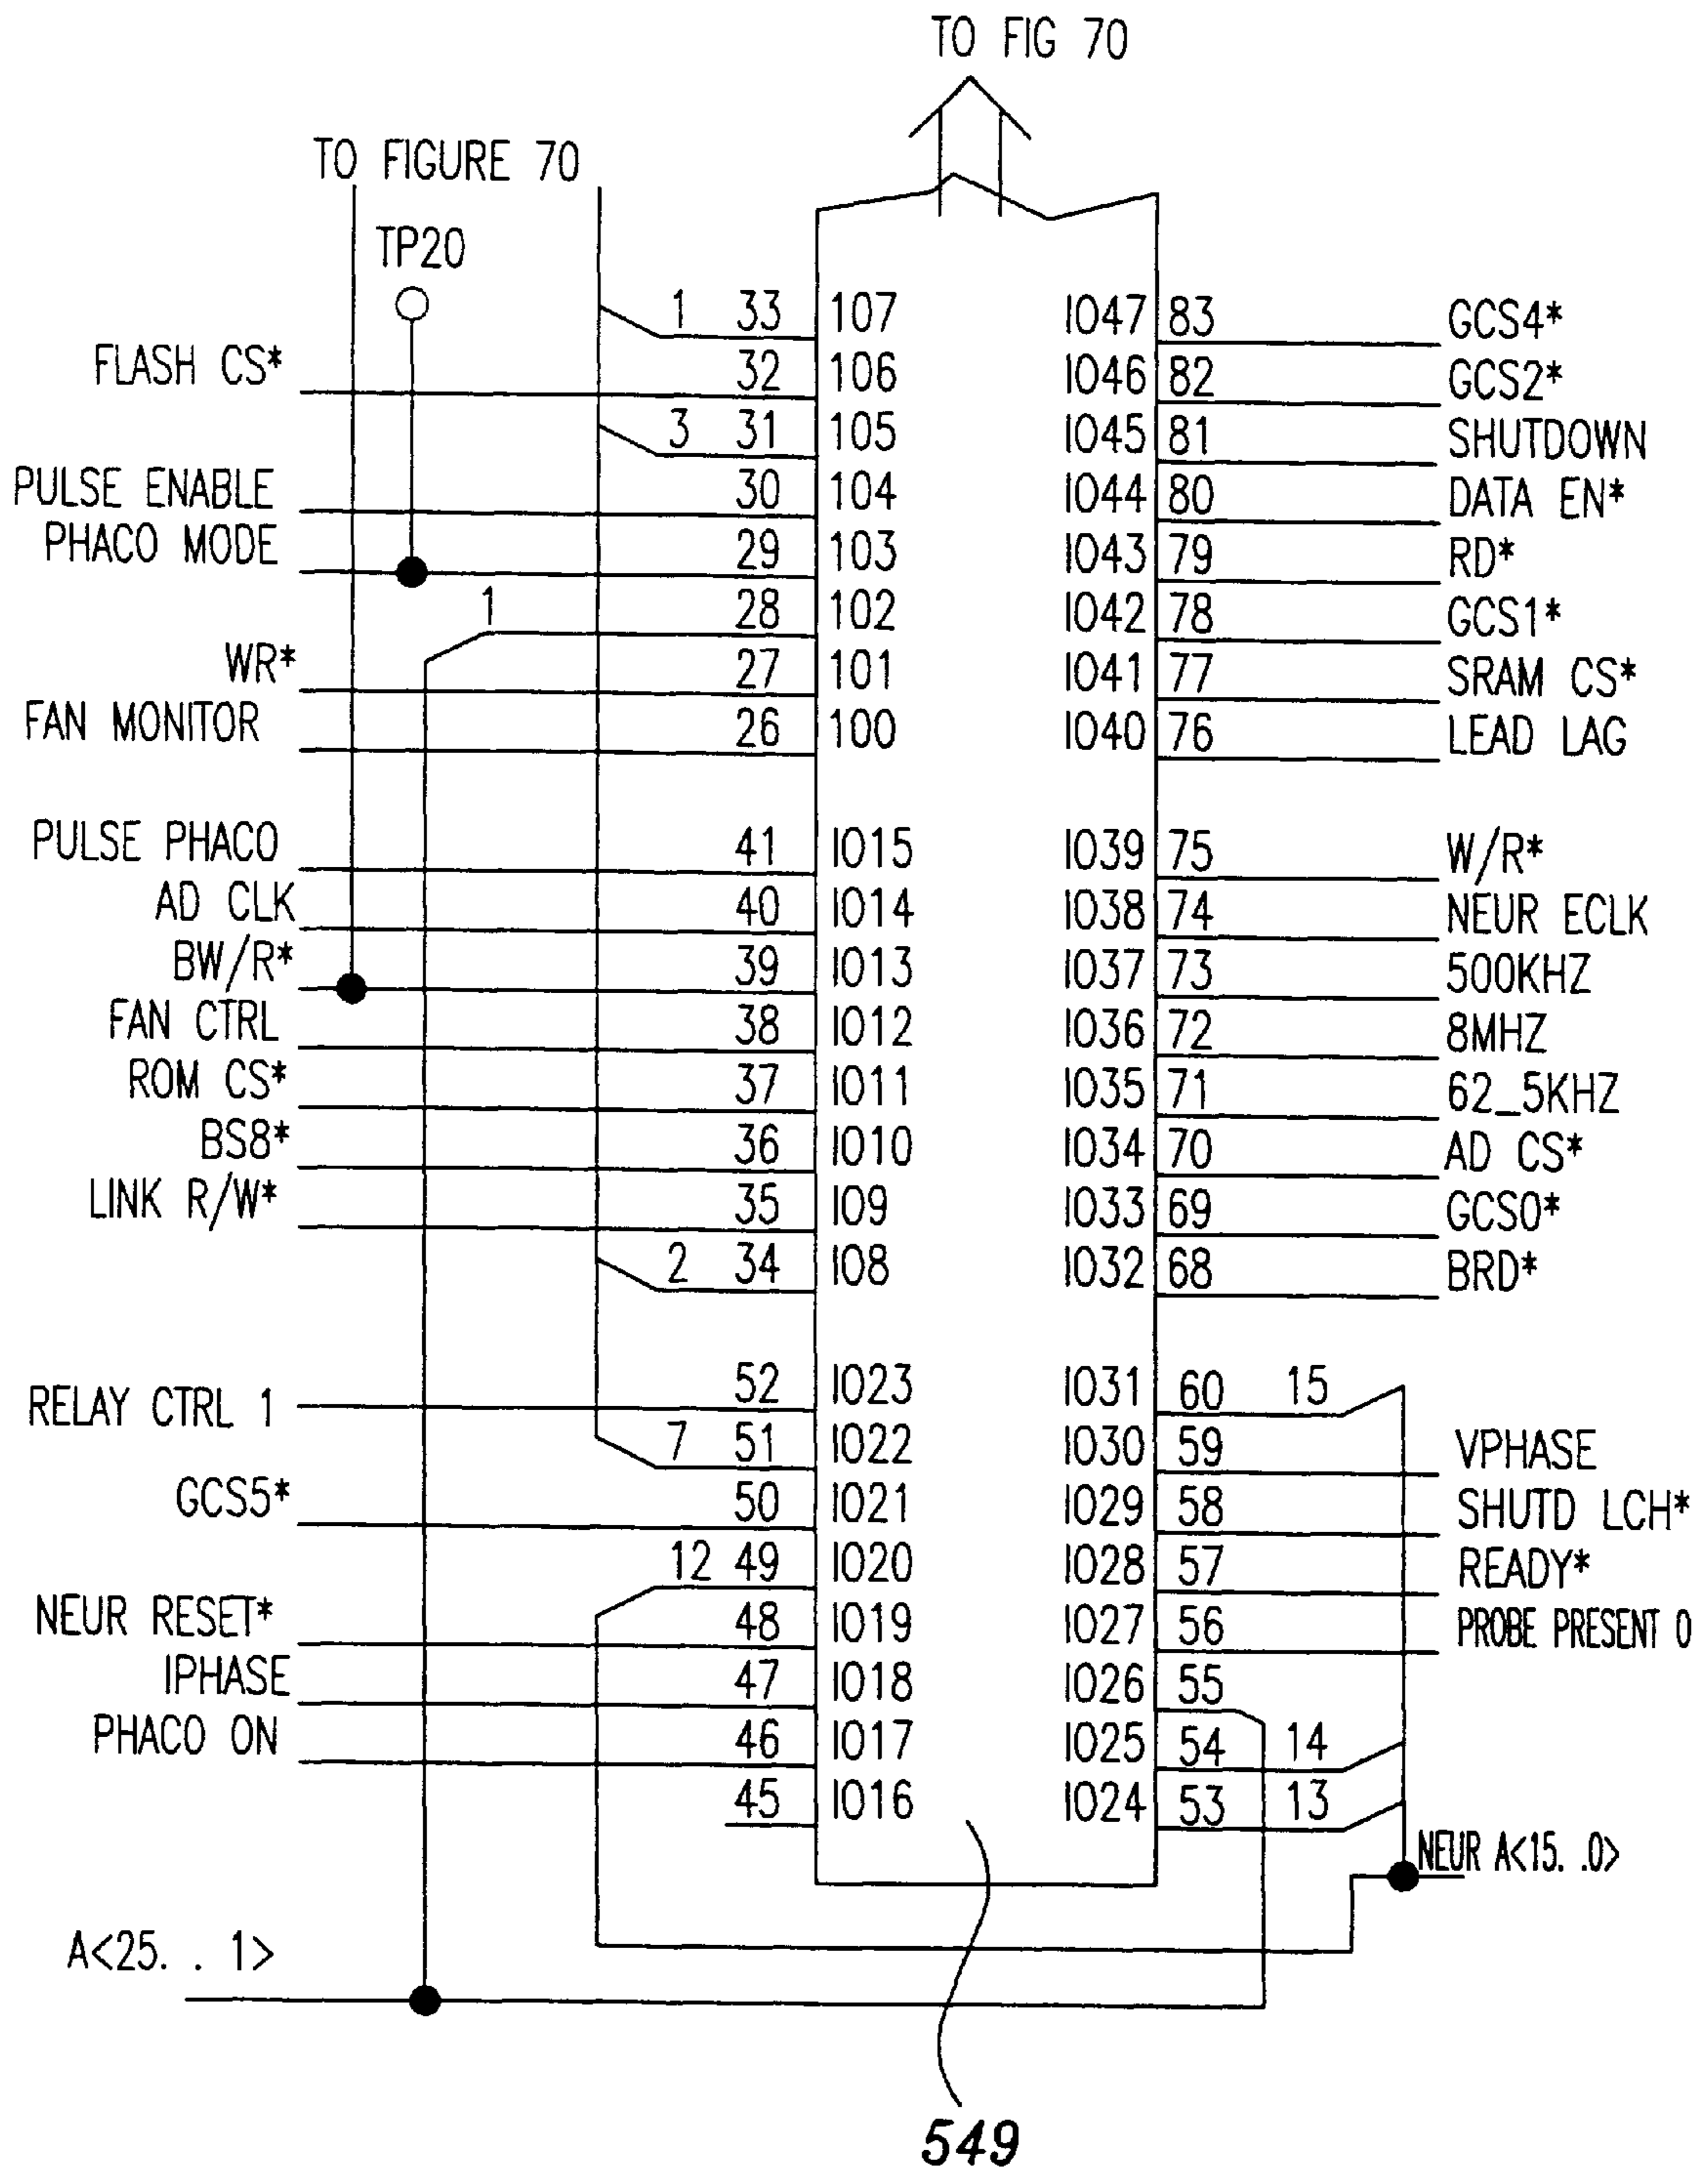 TO FIG 70
TO FIGURE 70
TP20
1 33 107 IO47 83 GCS4*
FLASH CS* 32 106 IO46 82 GCS2*
3 31 105 IO45 81 SHUTDOWN
PULSE ENABLE 30 104 IO44 80 DATA EN*
PHACO MODE 29 103 IO43 79 RD*
1 28 102 IO42 78 GCS1*
WR* 27 101 IO41 77 SRAM CS*
FAN MONITOR 26 100 IO40 76 LEAD LAG
PULSE PHACO 41 IO15 IO39 75 W/R*
AD CLK 40 IO14 IO38 74 NEUR ECLK
BW/R* 39 IO13 IO37 73 500KHZ
FAN CTRL 38 IO12 IO36 72 8MHZ
ROM CS* 37 IO11 IO35 71 62_5KHZ
BS8* 36 IO10 IO34 70 AD CS*
LINK R/W* 35 IO9 IO33 69 GCS0*
2 34 IO8 IO32 68 BRD*
RELAY CTRL 1 52 IO23 IO31 60 15
7 51 IO22 IO30 59 VPHASE
GCS5* 50 IO21 IO29 58 SHUTD LCH*
12 49 IO20 IO28 57 READY*
NEUR RESET* 48 IO19 IO27 56 PROBE PRESENT 0
IPHASE 47 IO18 IO26 55
PHACO ON 46 IO17 IO25 54 14
45 IO16 IO24 53 13
NEUR A<15. .0>
A<25. . 1>
549